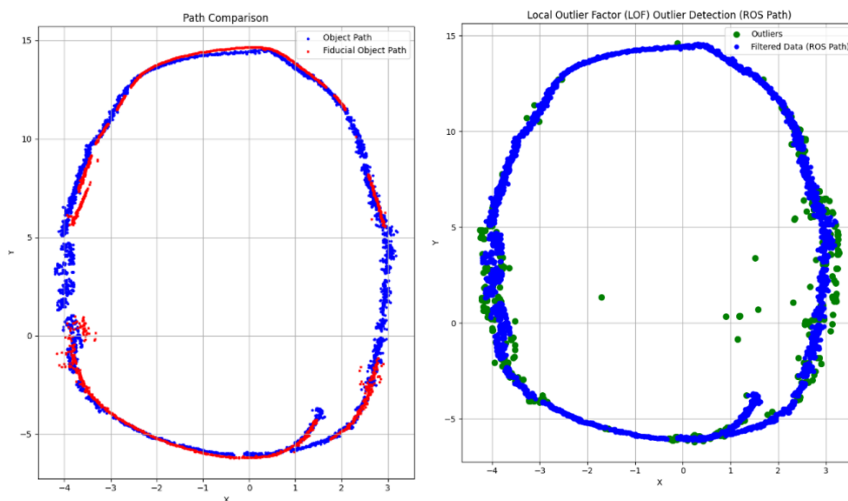 Path Comparison
Object Path
Fiducial Object Path
15
10
5
0
−5
Y
−4
−3
−2
−1
0
1
2
3
X
Local Outlier Factor (LOF) Outlier Detection (ROS Path)
Outliers
Filtered Data (ROS Path)
15
10
5
0
−5
Y
−4
−3
−2
−1
0
1
2
3
X